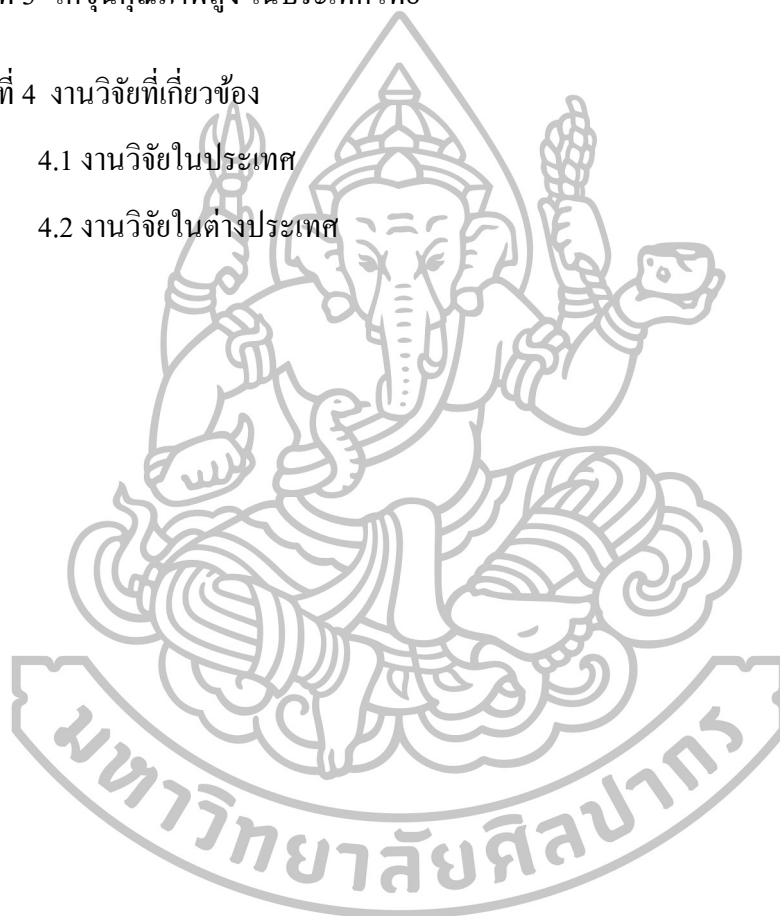 ที่ 4 งานวิจัยที่เกี่ยวข้อง
4.1 งานวิจัยในประเทศ
4.2 งานวิจัยในต่างประเทศ
มหาวิทยาลัยศิลปากร